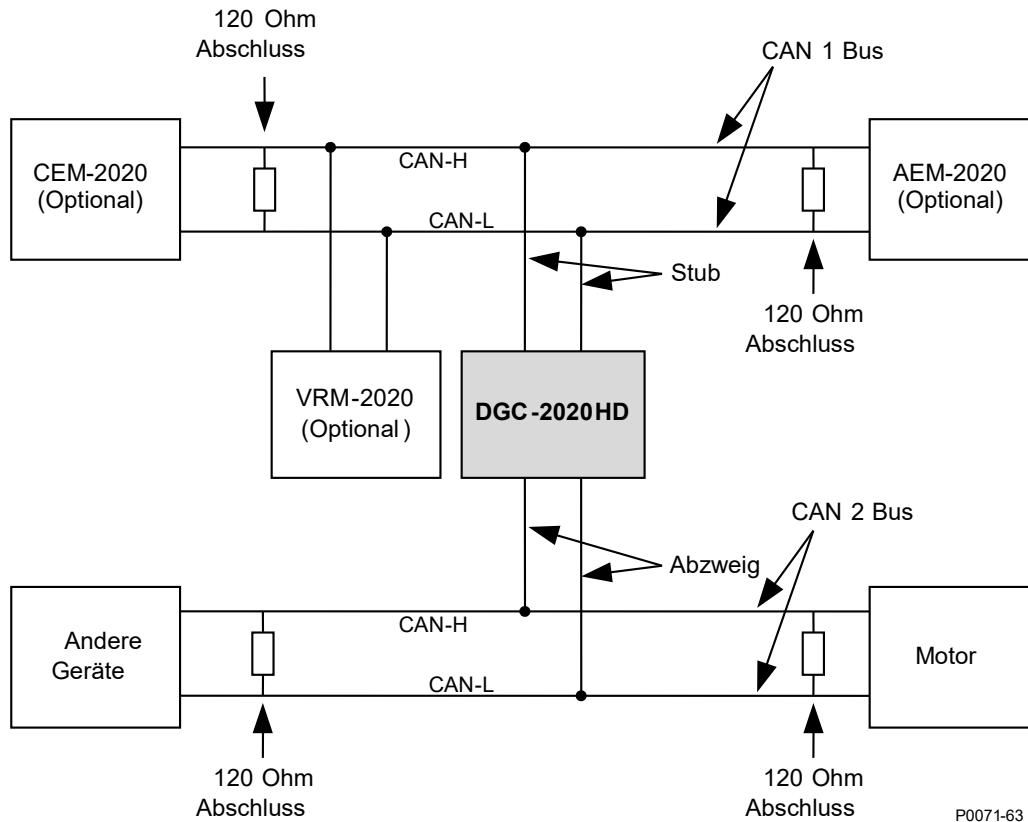 120 Ohm
Abschluss
CAN 1 Bus
CEM-2020
(Optional)
CAN-H
AEM-2020
(Optional)
CAN-L
Stub
120 Ohm
Abschluss
VRM-2020
(Optional)
DGC-2020HD
CAN 2 Bus
Abzweig
Andere
Geräte
CAN-H
Motor
CAN-L
120 Ohm
Abschluss
120 Ohm
Abschluss
P0071-63